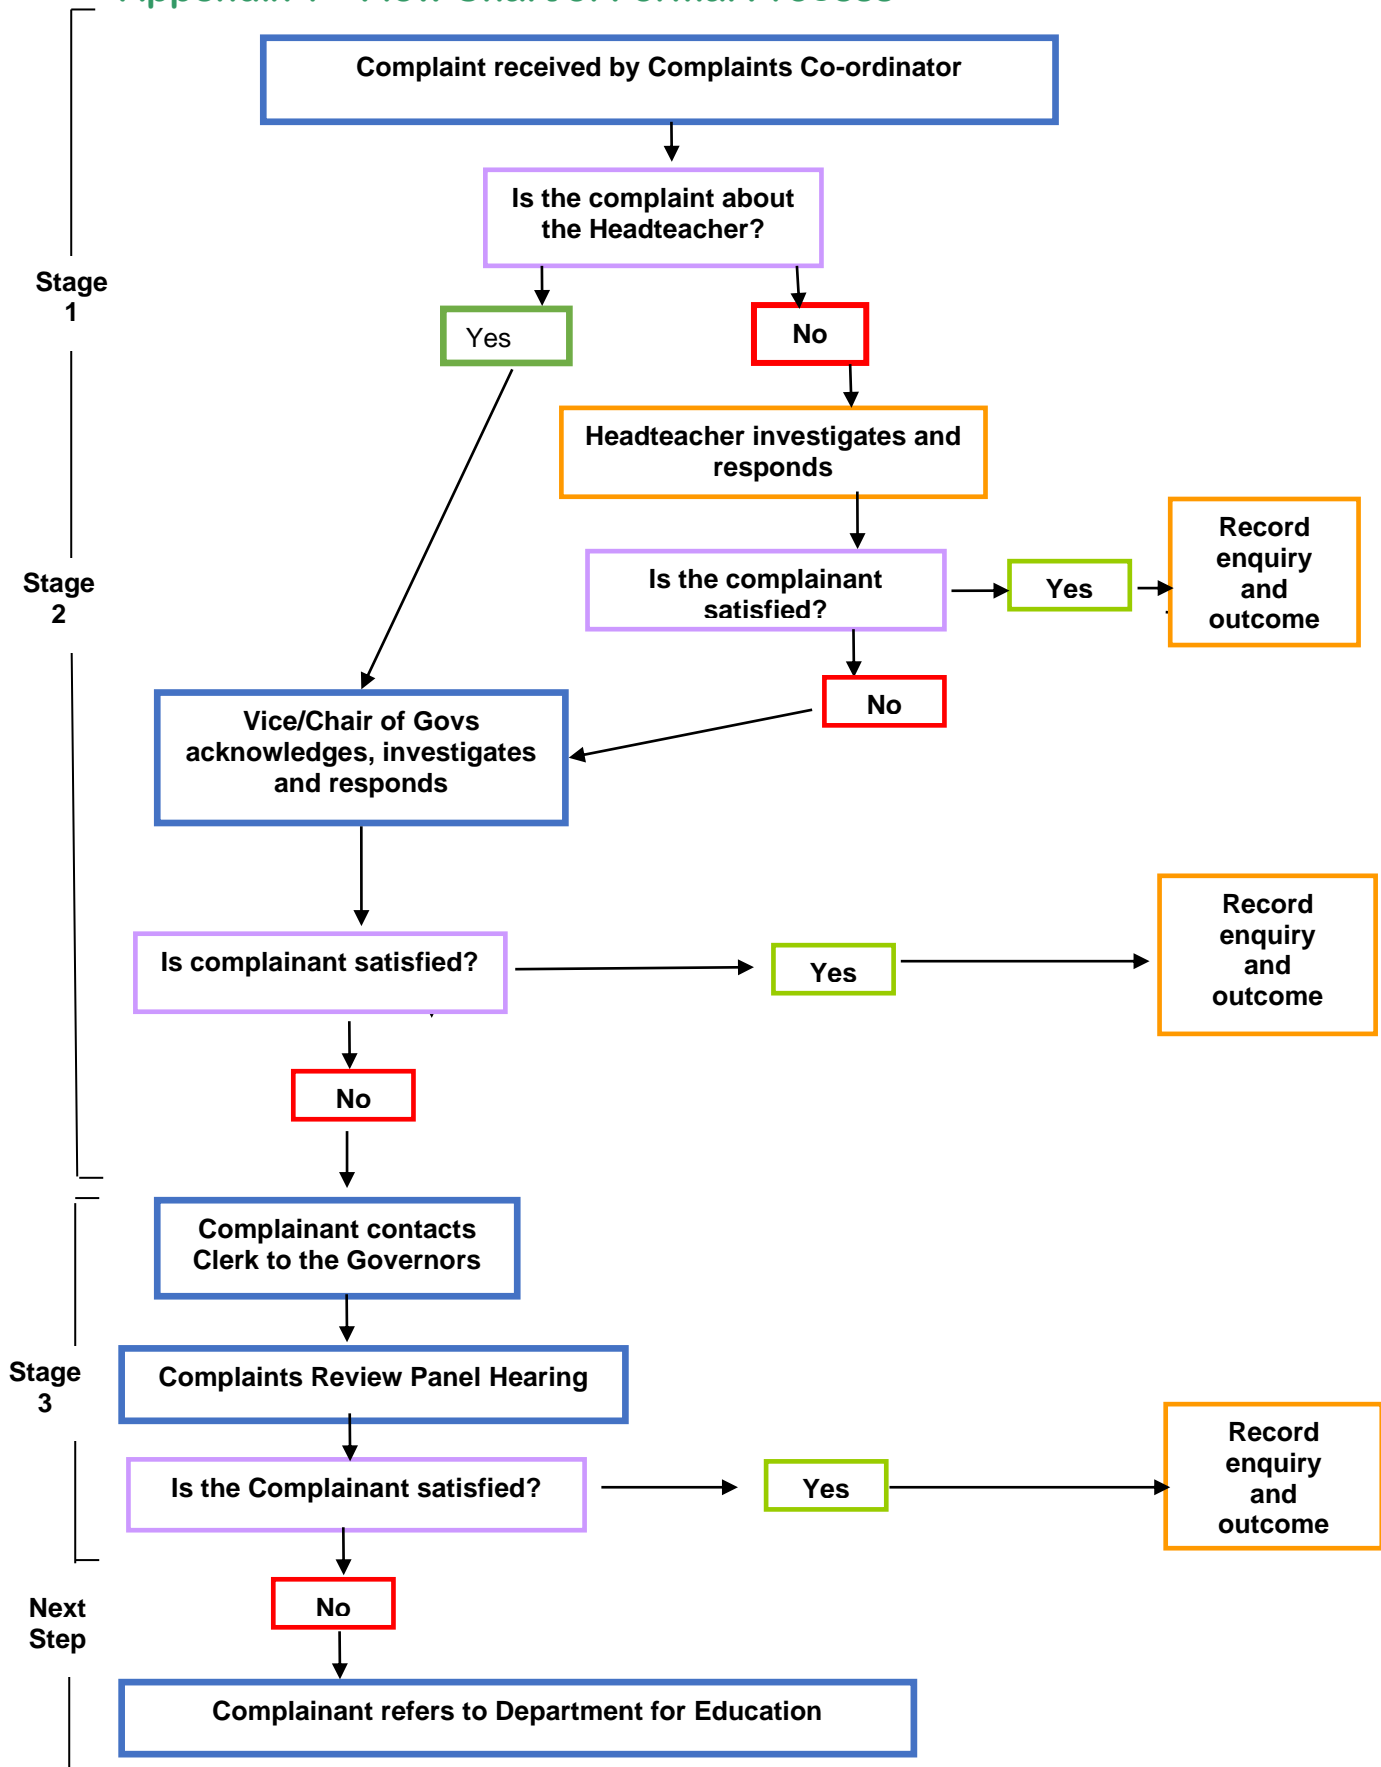 Complaint received by Complaints Co-ordinator
Is the complaint about
the Headteacher?
Stage
1
Yes
No
Headteacher investigates and
responds
Record
enquiry
and
outcome
Stage
2
Is the complainant
satisfied?
Yes
No
Vice/Chair of Govs
acknowledges, investigates
and responds
Record
enquiry
and
outcome
Is complainant satisfied?
Yes
No
Complainant contacts
Clerk to the Governors
Stage
3
Complaints Review Panel Hearing
Record
enquiry
and
outcome
Is the Complainant satisfied?
Yes
Next
Step
No
Complainant refers to Department for Education